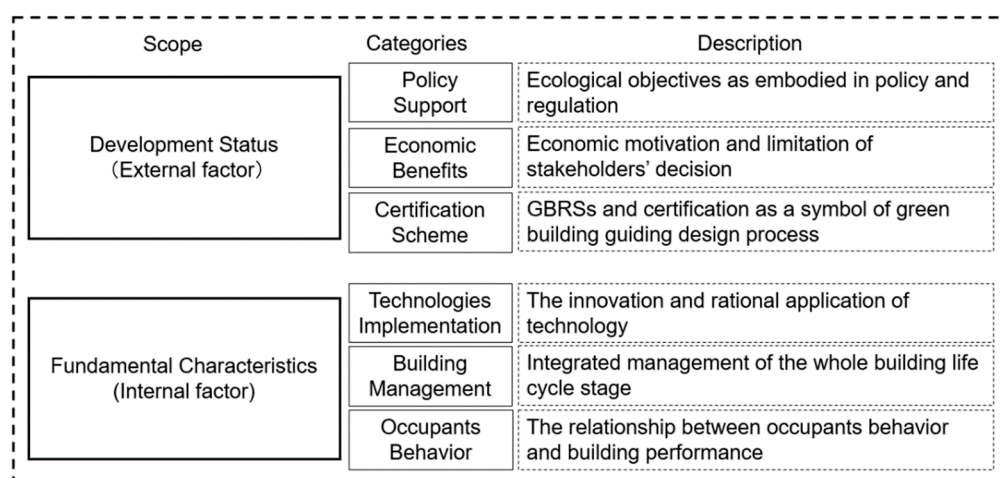 Scope
Categories
Description
Development Status
（External factor）
Policy
Support
Ecological objectives as embodied in policy and
regulation
Economic
Benefits
Economic motivation and limitation of
stakeholders’ decision
Certification
Scheme
GBRSs and certification as a symbol of green
building guiding design process
Fundamental Characteristics
(Internal factor)
Technologies
Implementation
The innovation and rational application of
technology
Building
Management
Integrated management of the whole building life
cycle stage
Occupants
Behavior
The relationship between occupants behavior
and building performance